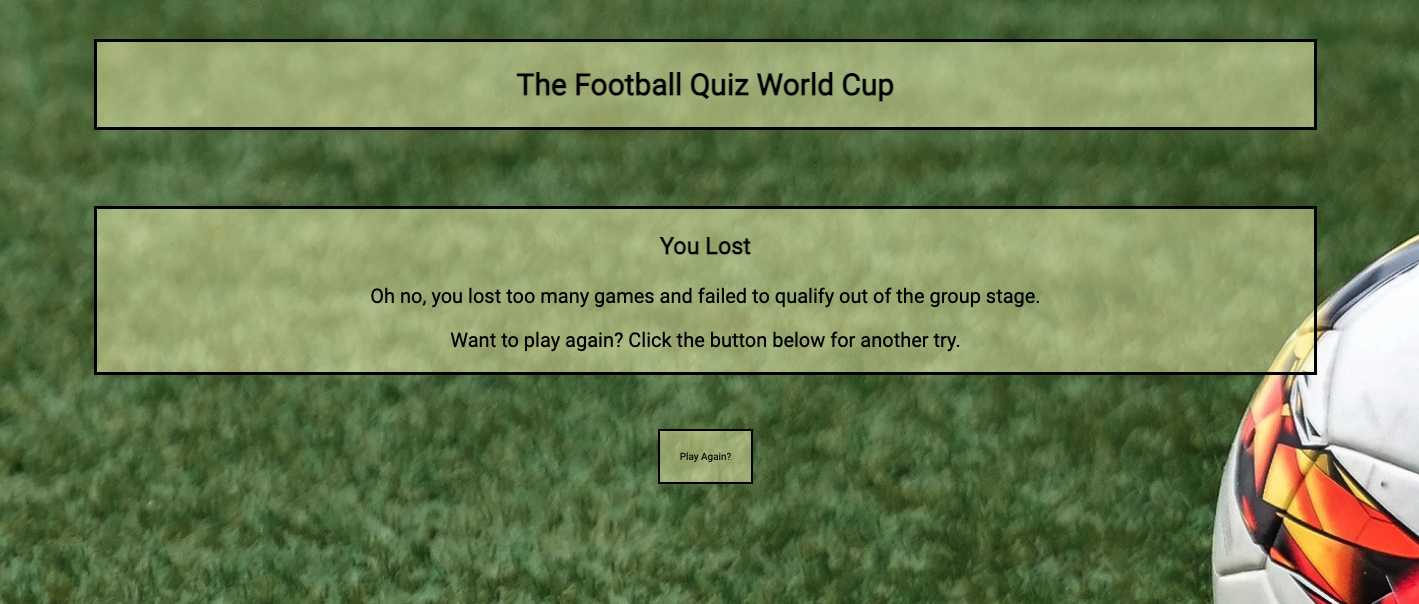 The Football Quiz World Cup
You Lost
Oh no, you lost too many games and failed to qualify out of the group stage.
Want to play again? Click the button below for another try.
Play Again?